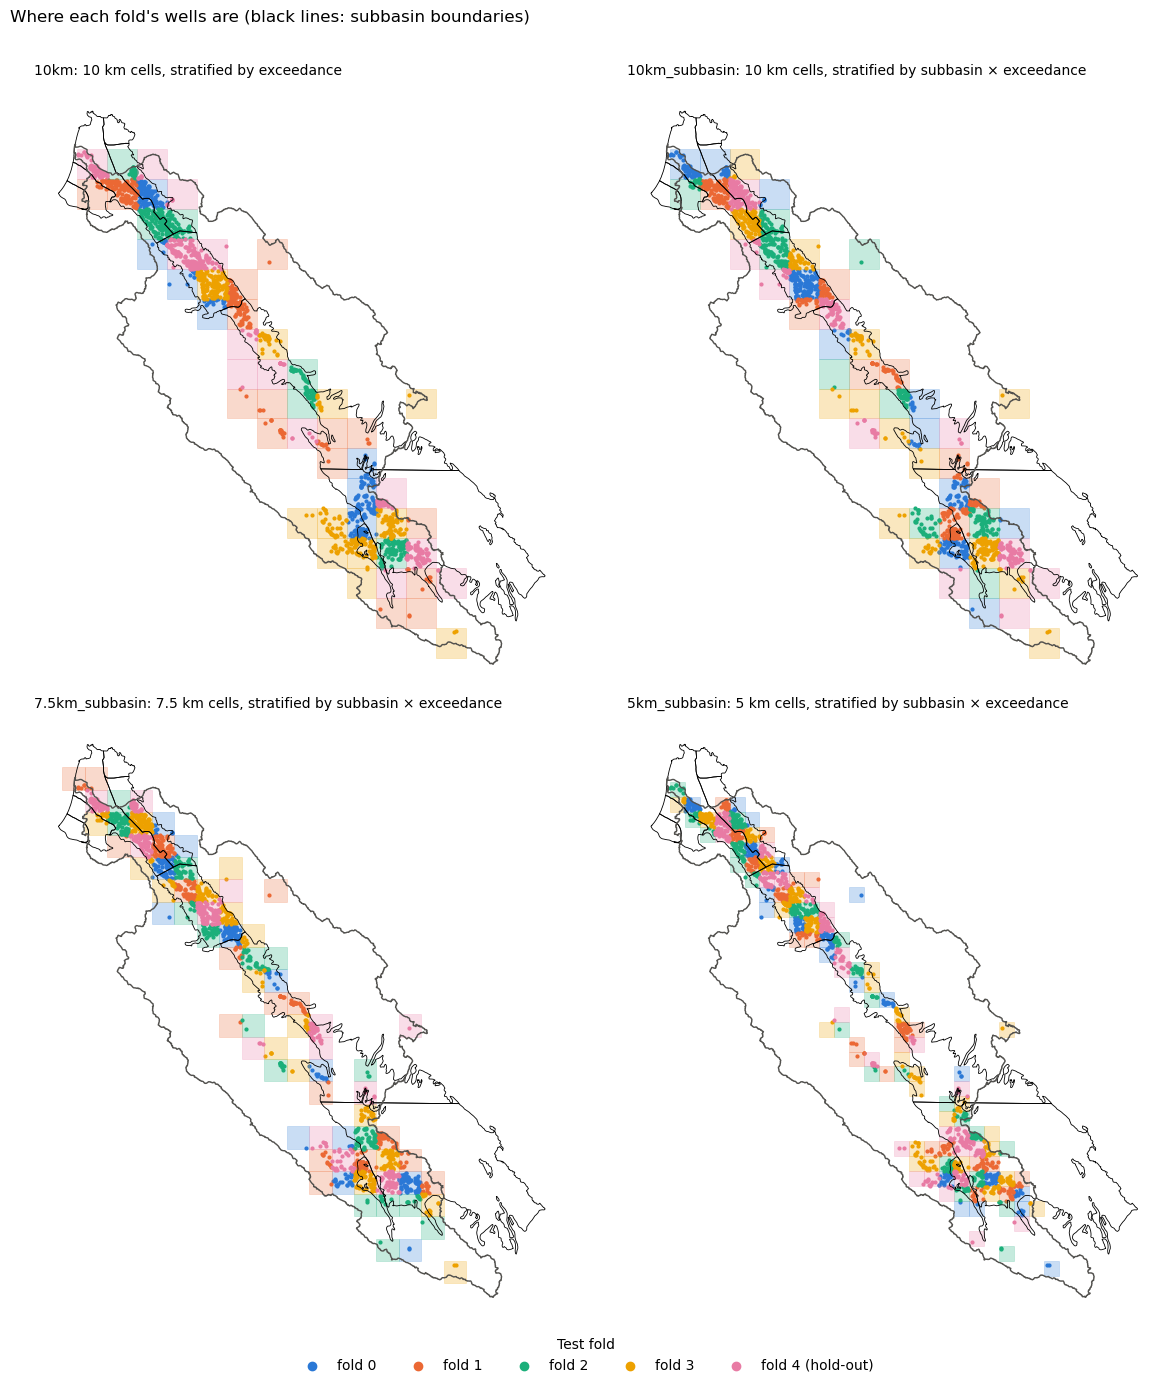 Where each fold's wells are (black lines: subbasin boundaries)
10km: 10 km cells, stratified by exceedance
10km_subbasin: 10 km cells, stratified by subbasin × exceedance
7.5km_subbasin: 7.5 km cells, stratified by subbasin × exceedance
5km_subbasin: 5 km cells, stratified by subbasin × exceedance
Test fold
fold 0 fold 1 fold 2 fold 3 fold 4 (hold-out)